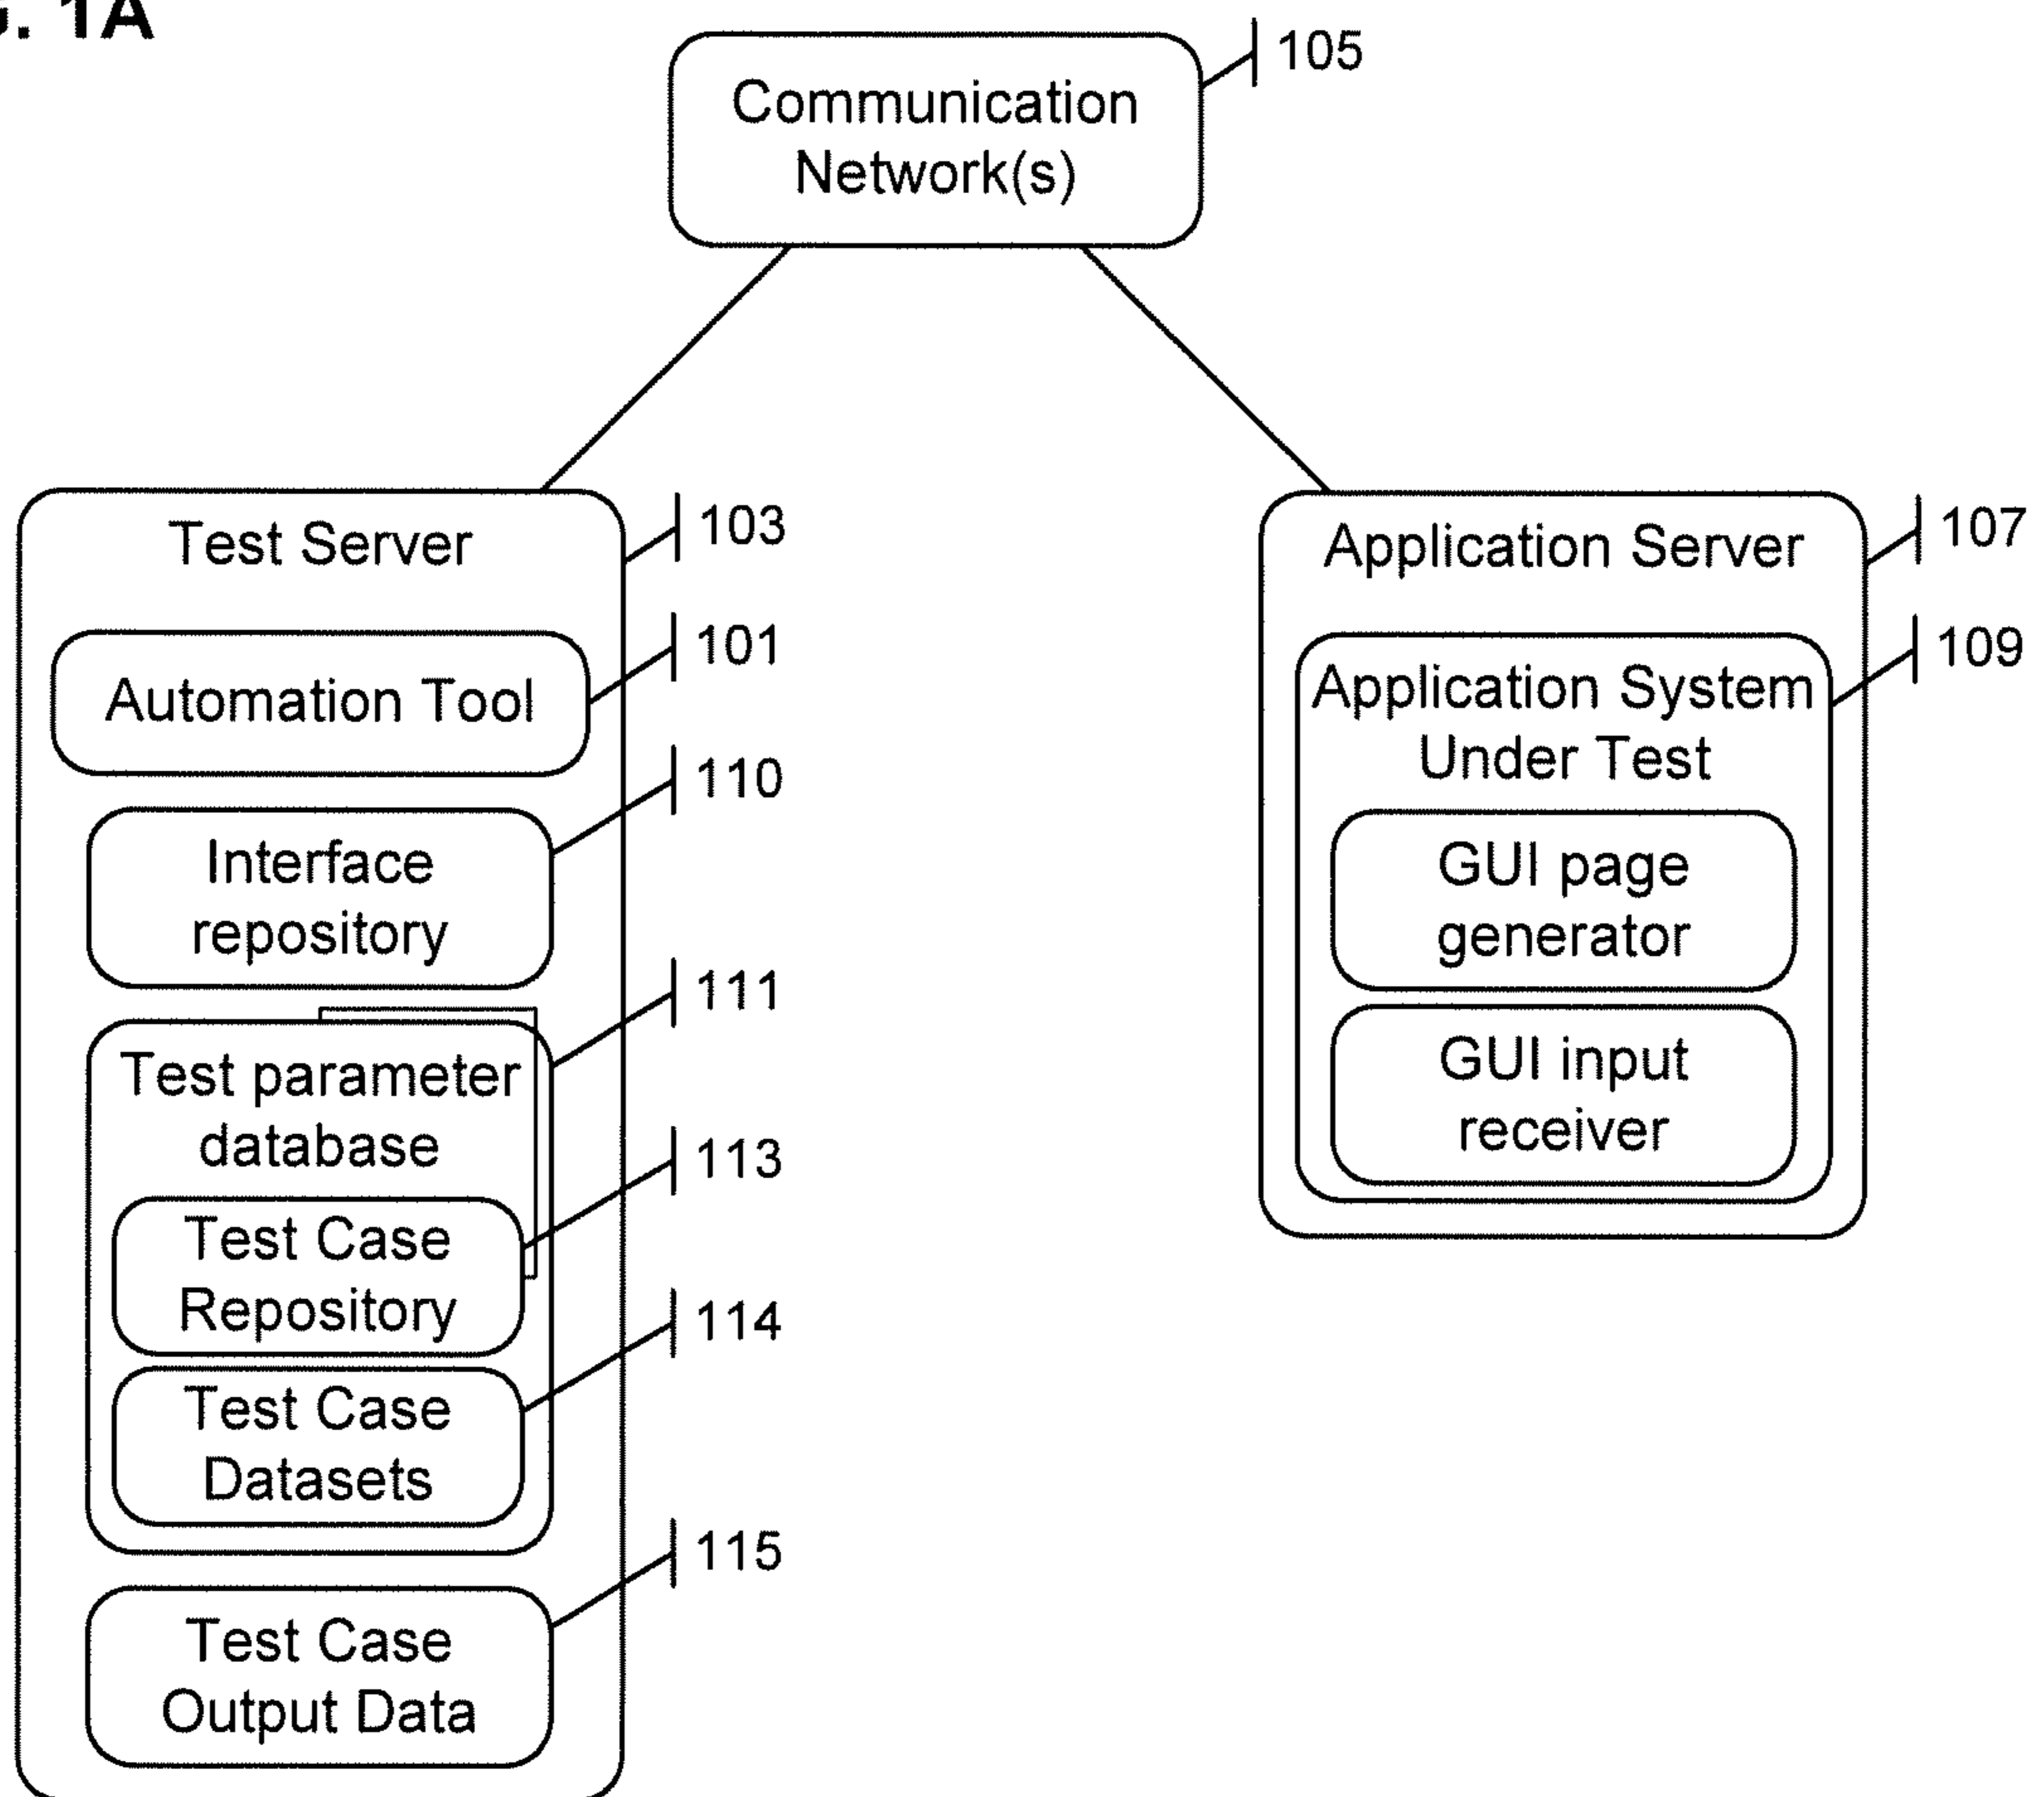 . 1A
Communication
Network(s)
105
Test Server
103
Automation Tool
101
Interface
repository
110
Test parameter
database
111
Test Case
Repository
113
Test Case
Datasets
114
Test Case
Output Data
115
Application Server
107
Application System
Under Test
109
GUI page
generator
GUI input
receiver